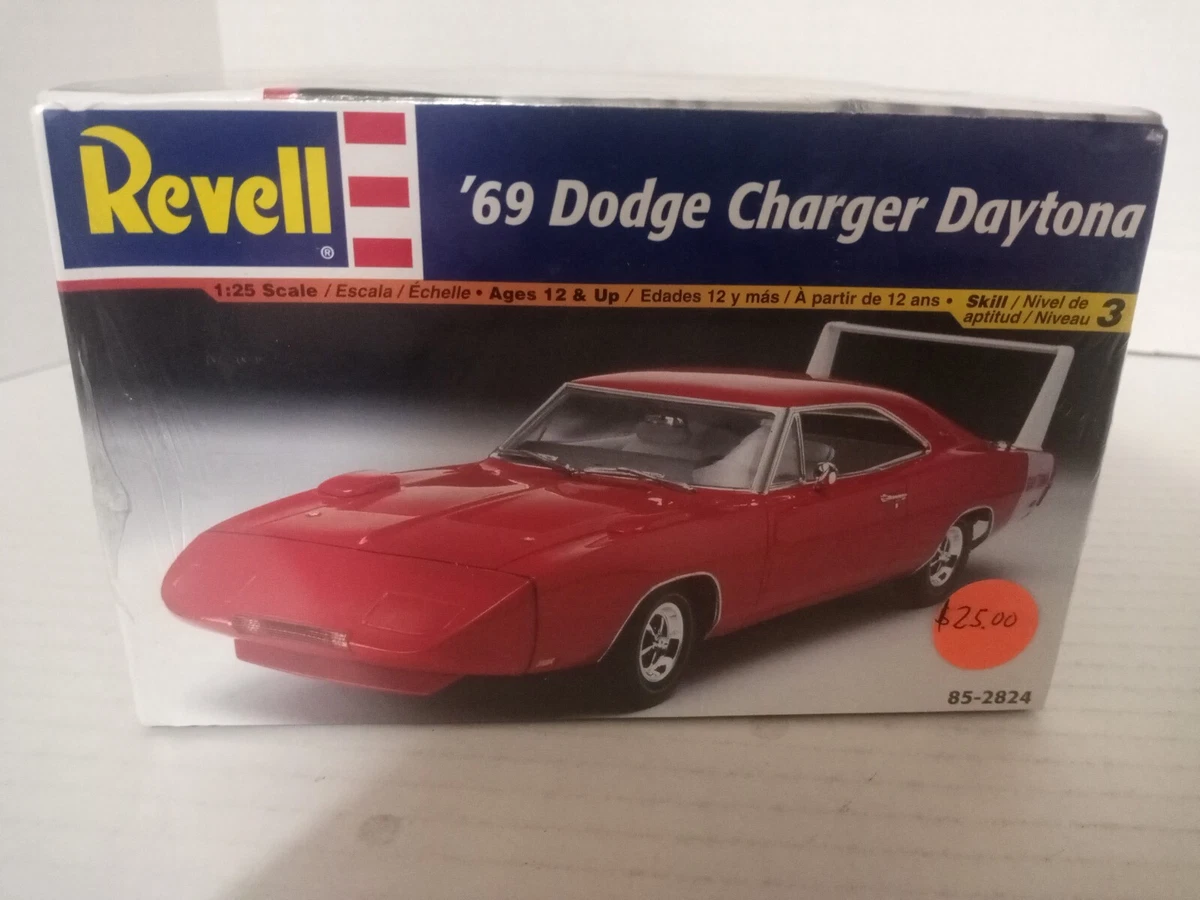 Revell®
'69 Dodge Charger Daytona
1:25 Scale / Escala / Échelle • Ages 12 & Up / Edades 12 y más / À partir de 12 ans •
Skill / Nivel de
aptitud / Niveau 3
$25.00
85-2824